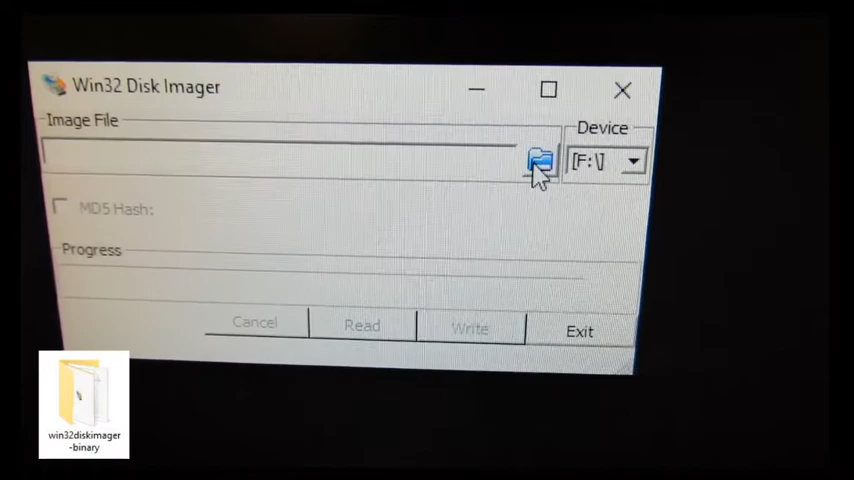 Win32 Disk Imager
Image File
Device
[F:\]
MD5 Hash:
Progress
Cancel
Read
Write
Exit
win32diskimager
-binary